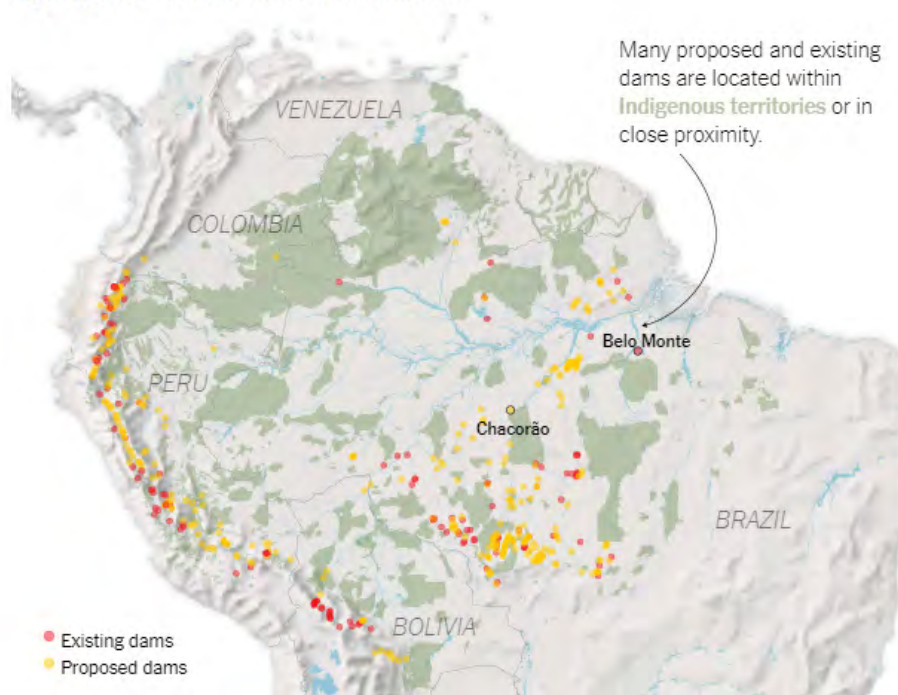 Many proposed and existing
dams are located within
Indigenous territories or in
close proximity.
VENEZUELA
COLOMBIA
Belo Monte
PERU
Chacorão
BRAZIL
BOLIVIA
Existing dams
Proposed dams